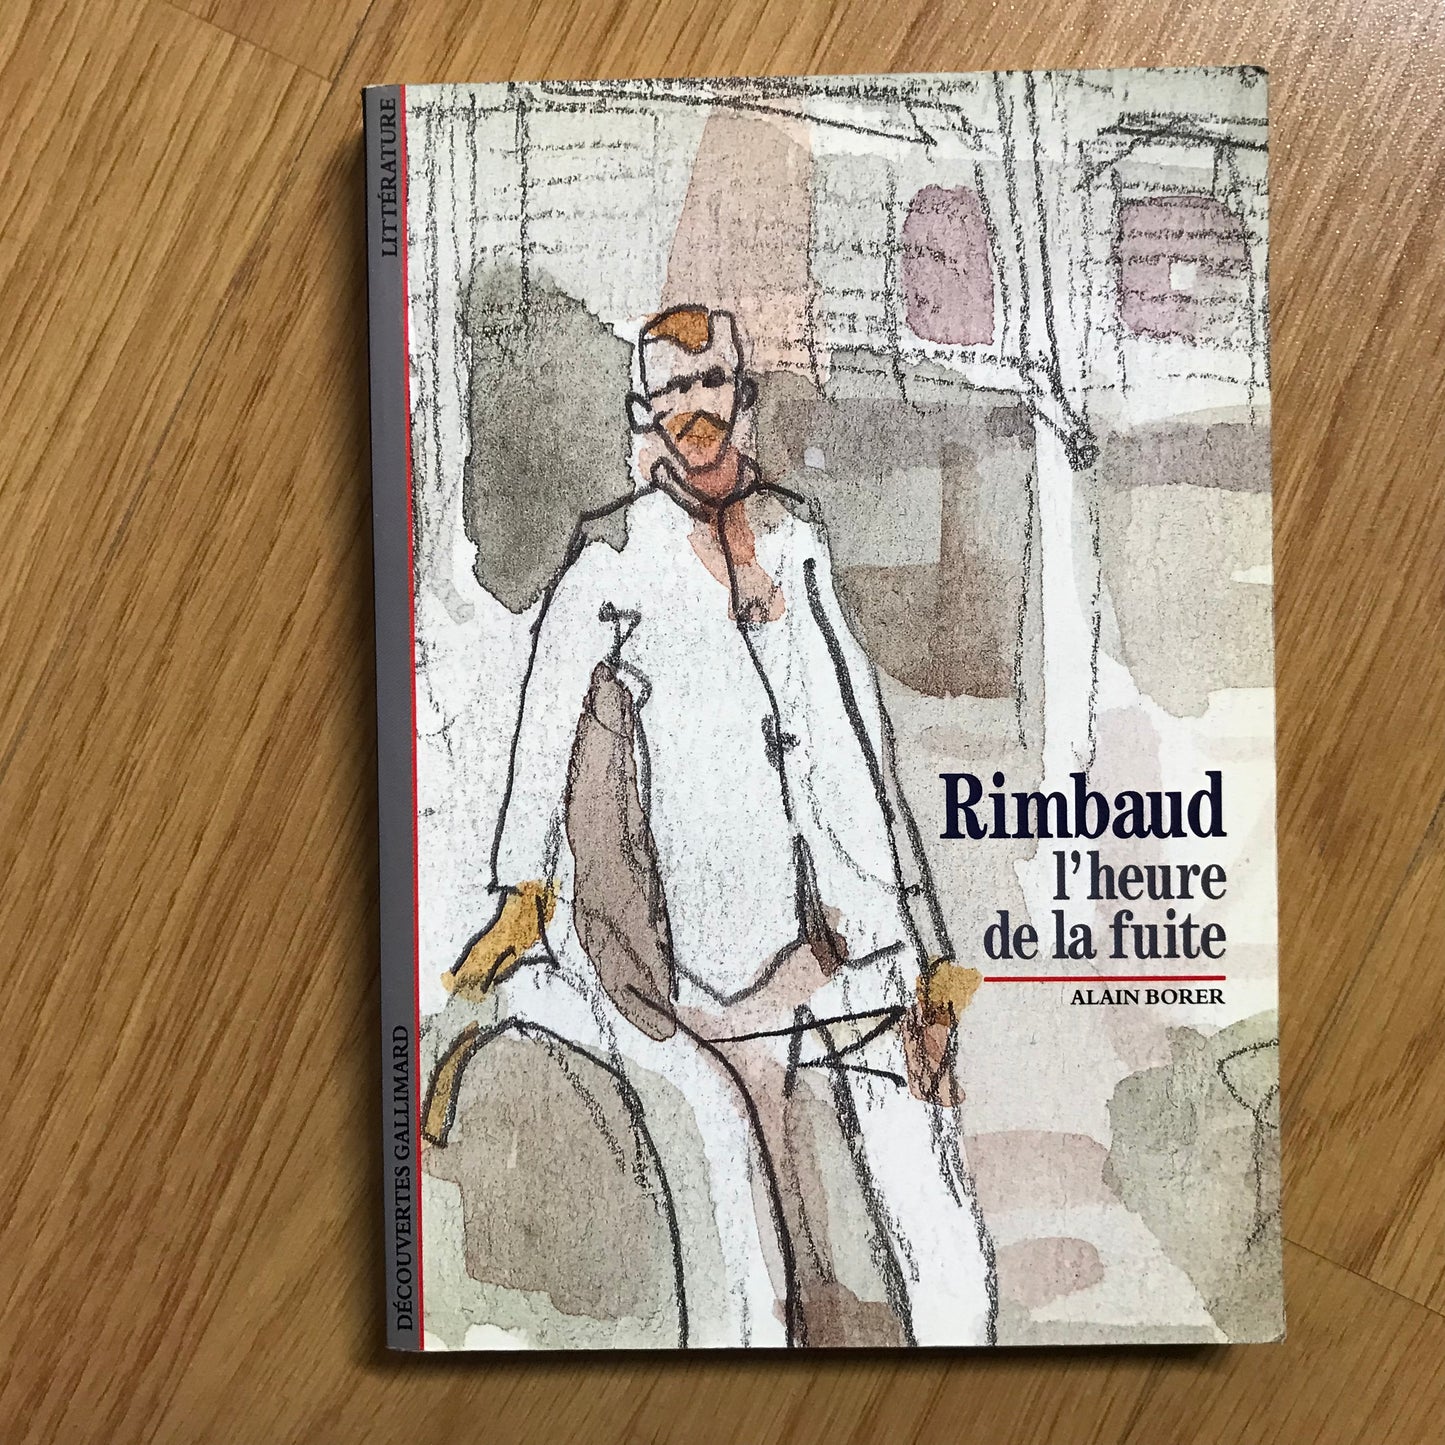 LITTÉRATURE
Rimbaud
l'heure
de la fuite
ALAIN BORER
DÉCOUVERTES GALLIMARD